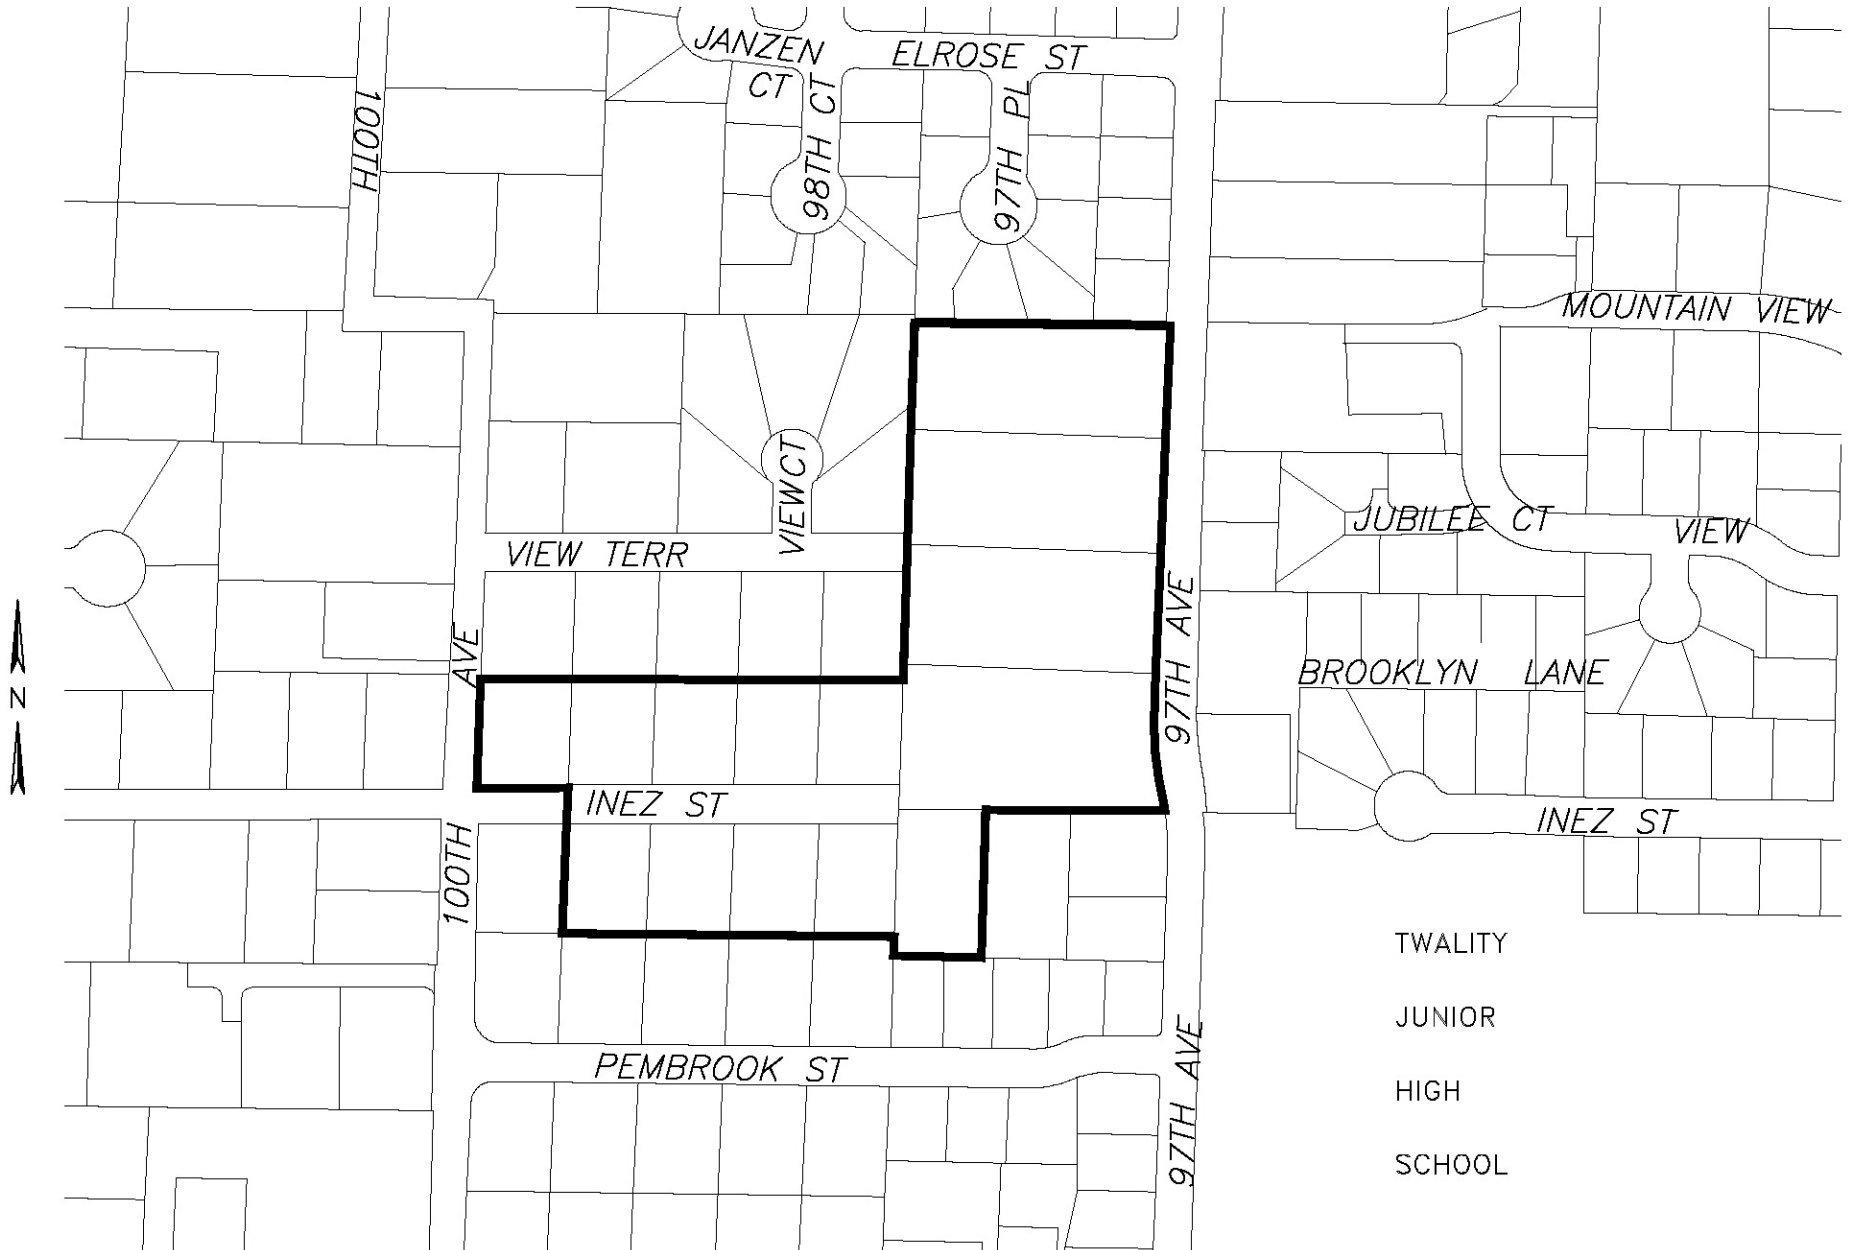 JANZEN
CT
ELROSE ST
98TH CT
97TH PL
100TH
MOUNTAIN VIEW
VIEW CT
VIEW TERR
JUBILEE CT
VIEW
AVE
97TH AVE
BROOKLYN LANE
N
INEZ ST
INEZ ST
100TH
TWALITY
JUNIOR
HIGH
SCHOOL
PEMBROOK ST
97TH AVE